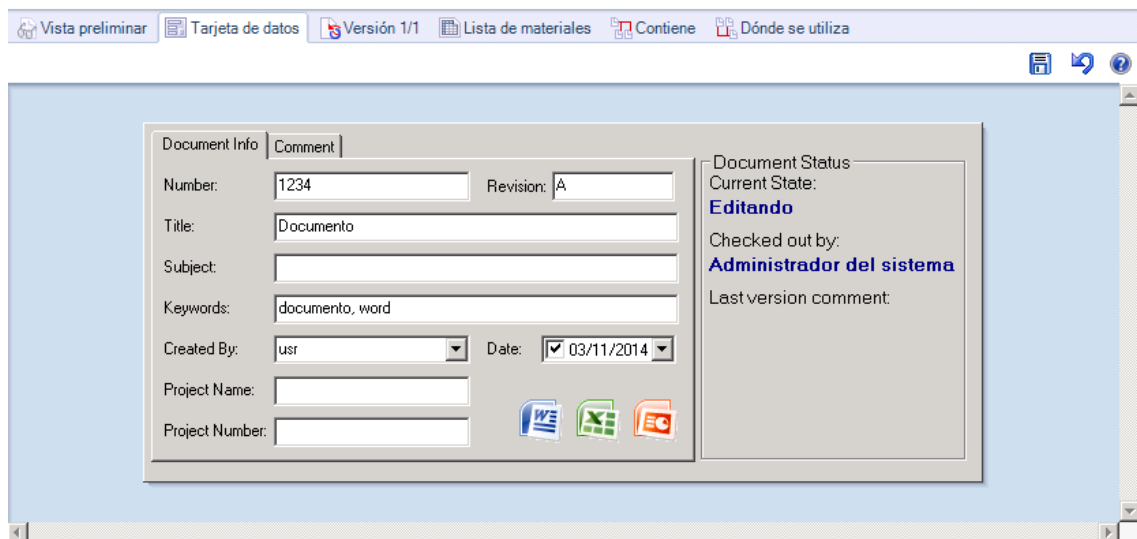 Vista preliminar Tarjeta de datos Versión 1/1 Lista de materiales Contiene Dónde se utiliza
Document Info Comment
Number: 1234 Revision: A
Title: Documento
Subject:
Keywords: documento, word
Created By: usr Date: 03/11/2014
Project Name:
Project Number:
Document Status
Current State:
Editando
Checked out by:
Administrador del sistema
Last version comment: